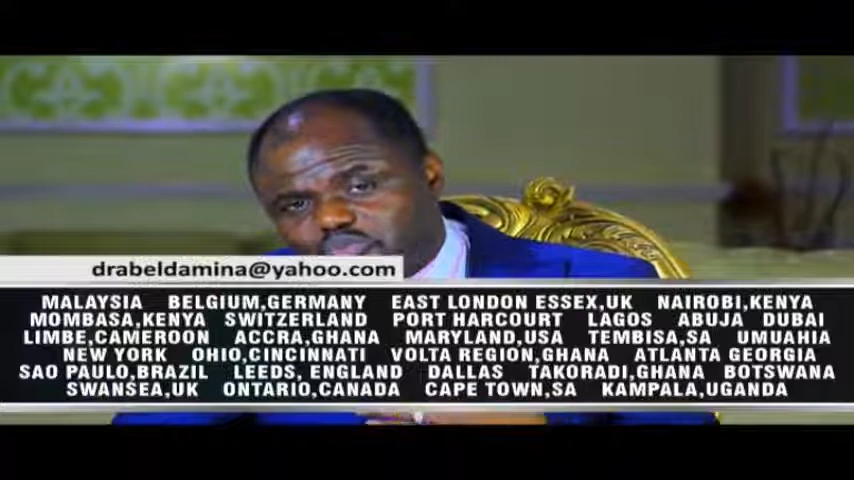 drabeldamina@yahoo.com
MALAYSIA BELGIUM,GERMANY EAST LONDON ESSEX,UK NAIROBI,KENYA
MOMBASA,KENYA SWITZERLAND PORT HARCOURT LAGOS ABUJA DUBAI
LIMBE,CAMEROON ACCRA,GHANA MARYLAND,USA TEMBISA,SA UMUAHIA
NEW YORK OHIO,CINCINNATI VOLTA REGION,GHANA ATLANTA GEORGIA
SAO PAULO,BRAZIL LEEDS, ENGLAND DALLAS TAKORADI,GHANA BOTSWANA
SWANSEA,UK ONTARIO,CANADA CAPE TOWN,SA KAMPALA,UGANDA